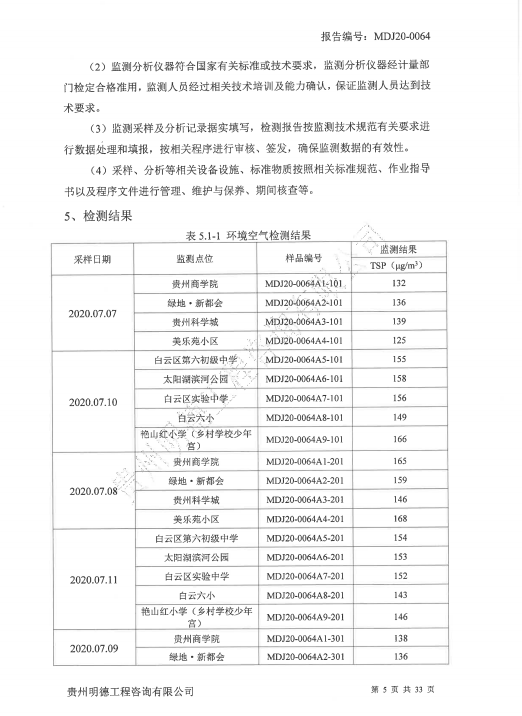 报告编号：MDJ20-0064
（2）监测分析仪器符合国家有关标准或技术要求，监测分析仪器经计量部
门检定合格准用，监测人员经过相关技术培训及能力确认，保证监测人员达到技
术要求。
（3）监测采样及分析记录据实填写，检测报告按监测技术规范有关要求进
行数据处理和填报，按相关程序进行审核、签发，确保监测数据的有效性。
（4）采样、分析等相关设备设施、标准物质按照相关标准规范、作业指导
书以及程序文件进行管理、维护与保养、期间核查等。
5、检测结果
表 5.1-1 环境空气检测结果
采样日期 监测点位 样品编号 监测结果
TSP（μg/m³）
2020.07.07
贵州商学院 MDJ20-0064A1-101 132
绿地·新都会 MDJ20-0064A2-101 136
贵州科学城 MDJ20-0064A3-101 139
美乐苑小区 MDJ20-0064A4-101 125
2020.07.10
白云区第六初级中学 MDJ20-0064A5-101 155
太阳湖滨河公园 MDJ20-0064A6-101 158
白云区实验中学 MDJ20-0064A7-101 156
白云六小 MDJ20-0064A8-101 149
艳山红小学（乡村学校少年
宫） MDJ20-0064A9-101 166
2020.07.08
贵州商学院 MDJ20-0064A1-201 165
绿地·新都会 MDJ20-0064A2-201 159
贵州科学城 MDJ20-0064A3-201 146
美乐苑小区 MDJ20-0064A4-201 168
2020.07.11
白云区第六初级中学 MDJ20-0064A5-201 154
太阳湖滨河公园 MDJ20-0064A6-201 153
白云区实验中学 MDJ20-0064A7-201 152
白云六小 MDJ20-0064A8-201 143
艳山红小学（乡村学校少年
宫） MDJ20-0064A9-201 146
2020.07.09
贵州商学院 MDJ20-0064A1-301 138
绿地·新都会 MDJ20-0064A2-301 136
贵州明德工程咨询有限公司
第 5 页 共 33 页
贵州明德工程咨询有限公司